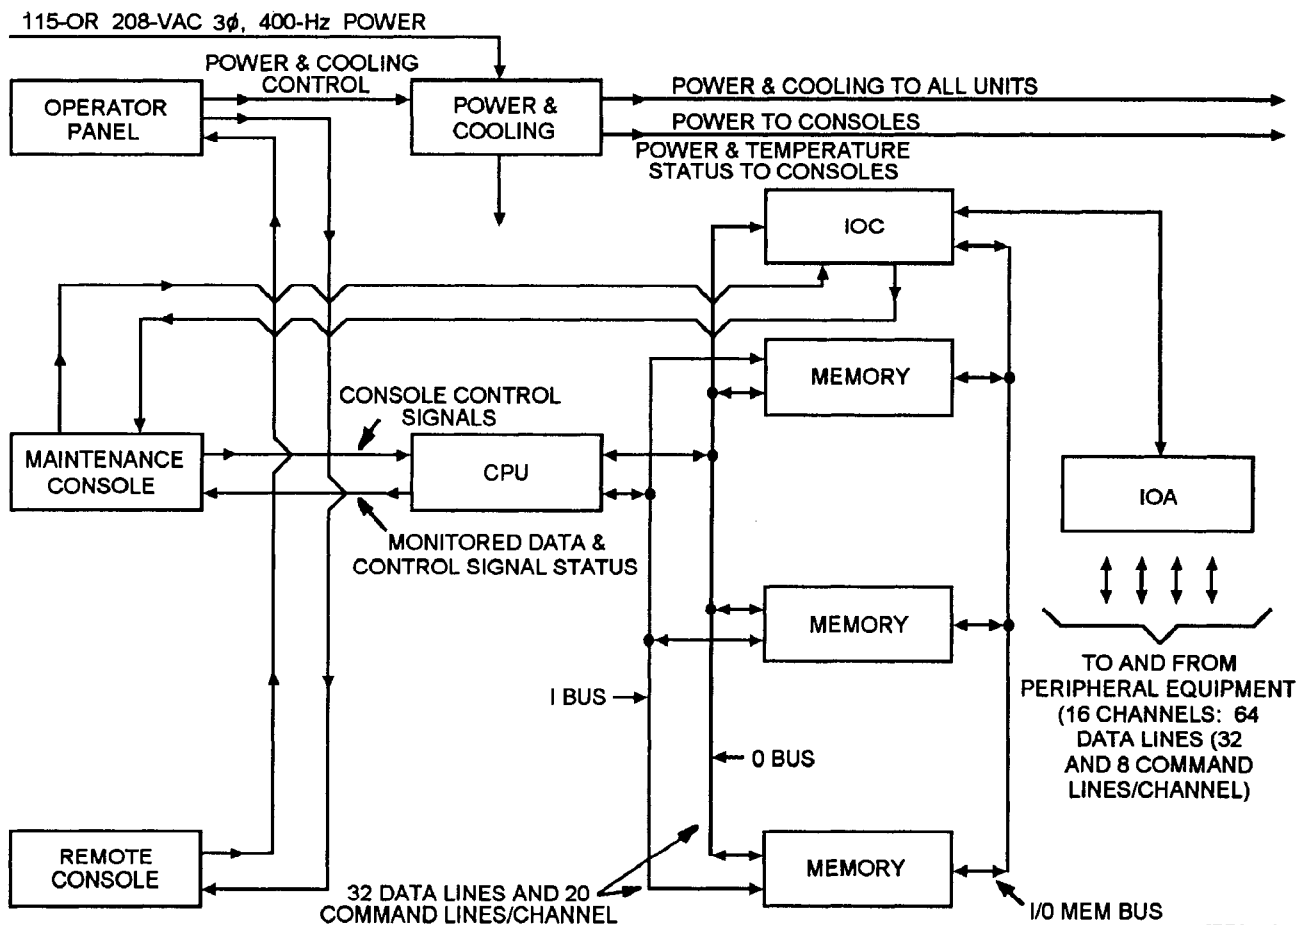 115-OR 208-VAC 3ø, 400-Hz POWER
POWER & COOLING
CONTROL
OPERATOR
PANEL
POWER &
COOLING
POWER & COOLING TO ALL UNITS
POWER TO CONSOLES
POWER & TEMPERATURE
STATUS TO CONSOLES
IOC
MEMORY
CONSOLE CONTROL
SIGNALS
MAINTENANCE
CONSOLE
CPU
IOA
MONITORED DATA &
CONTROL SIGNAL STATUS
MEMORY
TO AND FROM
PERIPHERAL EQUIPMENT
(16 CHANNELS: 64
DATA LINES (32
AND 8 COMMAND
LINES/CHANNEL)
I BUS
0 BUS
REMOTE
CONSOLE
MEMORY
32 DATA LINES AND 20
COMMAND LINES/CHANNEL
I/0 MEM BUS